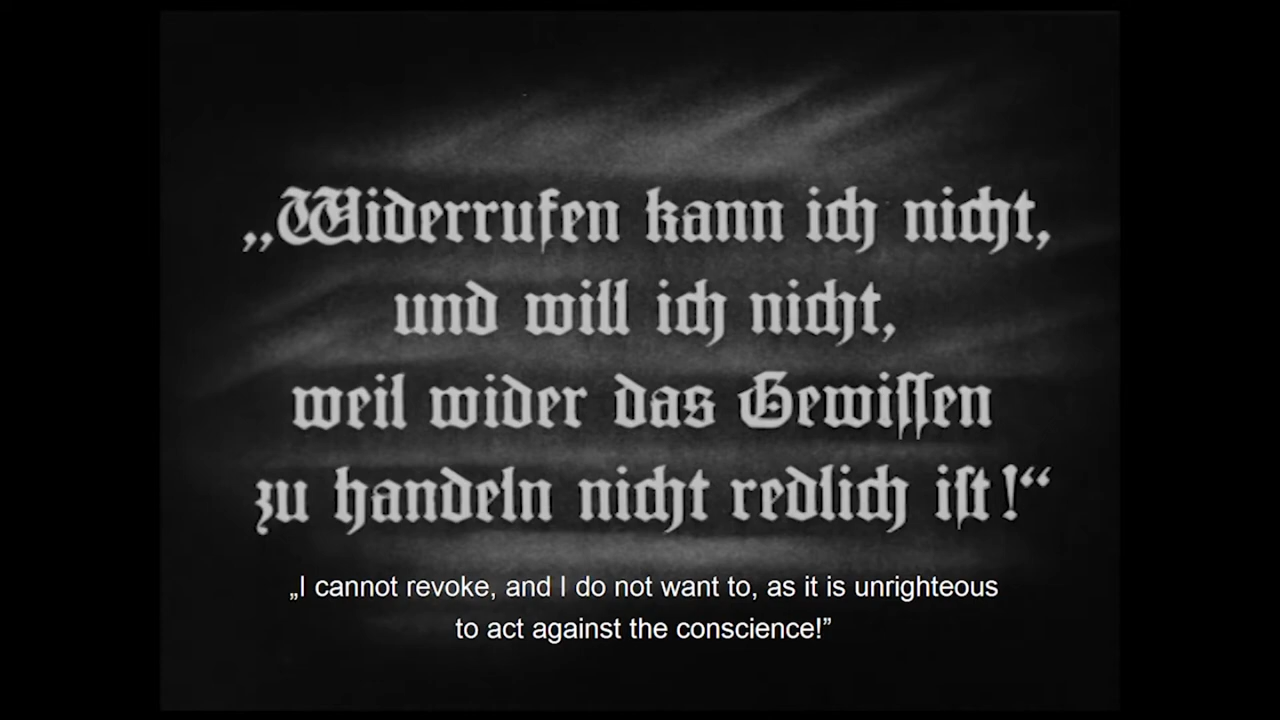 „Widerrufen kann ich nicht,
und will ich nicht,
weil wider das Gewiſſen
zu handeln nicht redlich iſt!“
„I cannot revoke, and I do not want to, as it is unrighteous
to act against the conscience!”